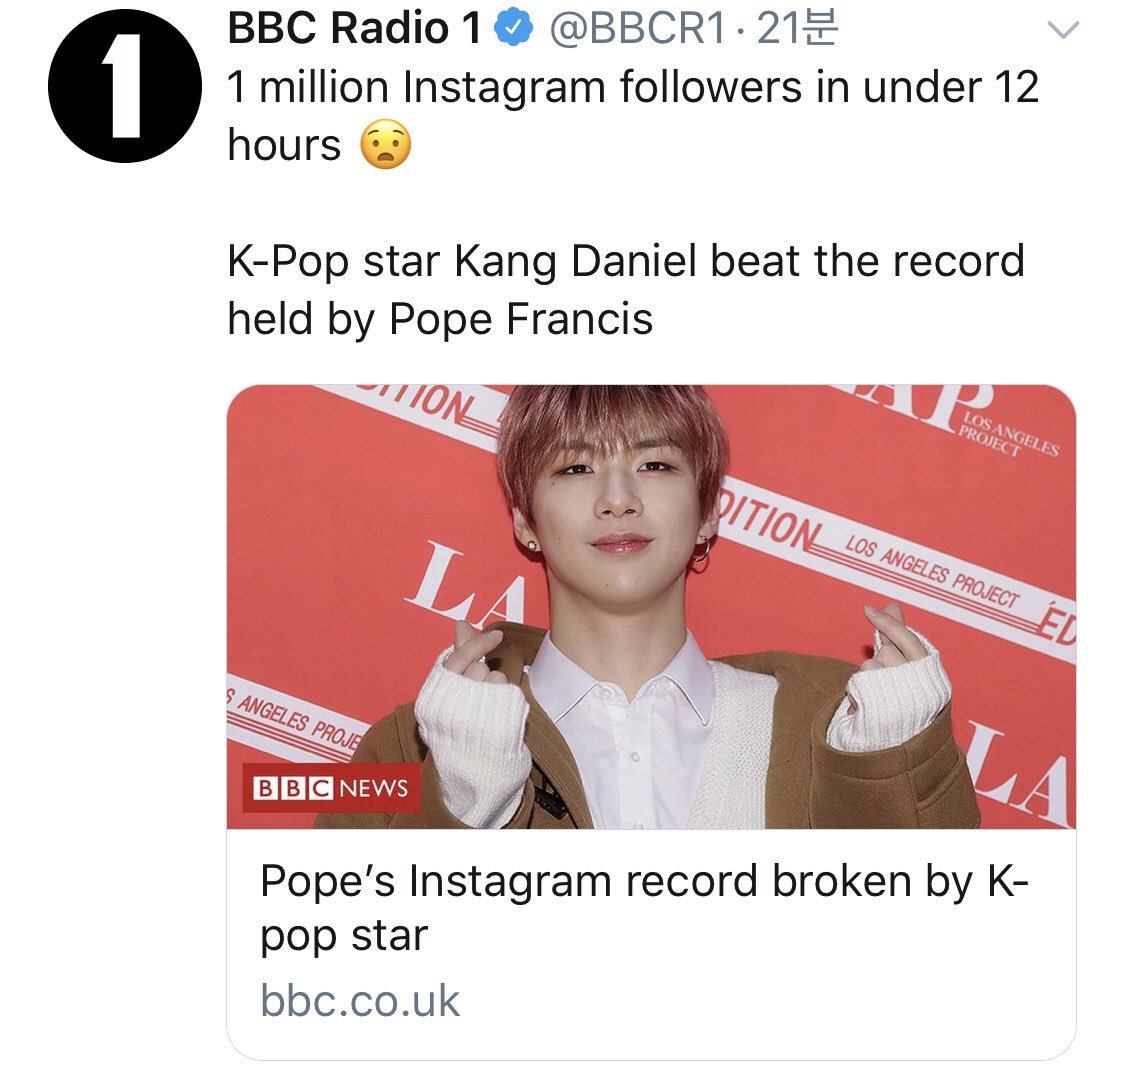 1
BBC Radio 1 @BBCR1 · 21분
1 million Instagram followers in under 12
hours 😧
K-Pop star Kang Daniel beat the record
held by Pope Francis
DITION
LAP
LOS ANGELES
PROJECT
DITION LOS ANGELES PROJECT ED
LA
S ANGELES PROJE
LA
BBC NEWS
Pope’s Instagram record broken by K-
pop star
bbc.co.uk